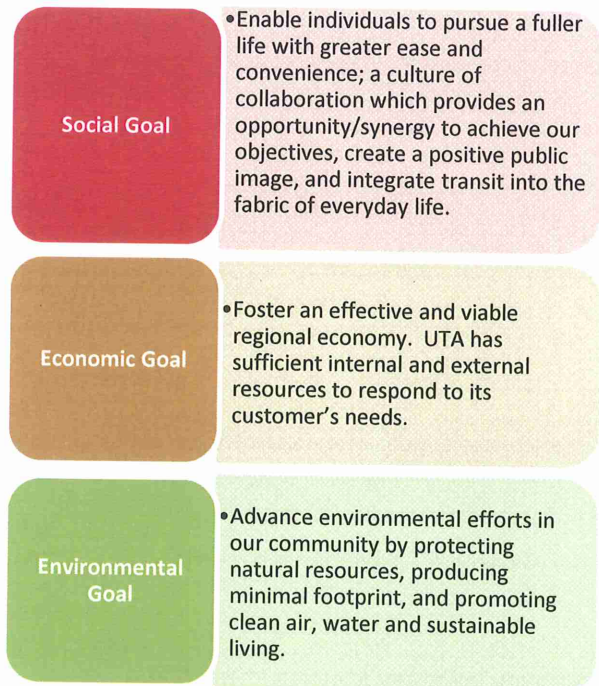 Social Goal
•Enable individuals to pursue a fuller
life with greater ease and
convenience; a culture of
collaboration which provides an
opportunity/synergy to achieve our
objectives, create a positive public
image, and integrate transit into the
fabric of everyday life.
Economic Goal
•Foster an effective and viable
regional economy.  UTA has
sufficient internal and external
resources to respond to its
customer's needs.
Environmental
Goal
•Advance environmental efforts in
our community by protecting
natural resources, producing
minimal footprint, and promoting
clean air, water and sustainable
living.